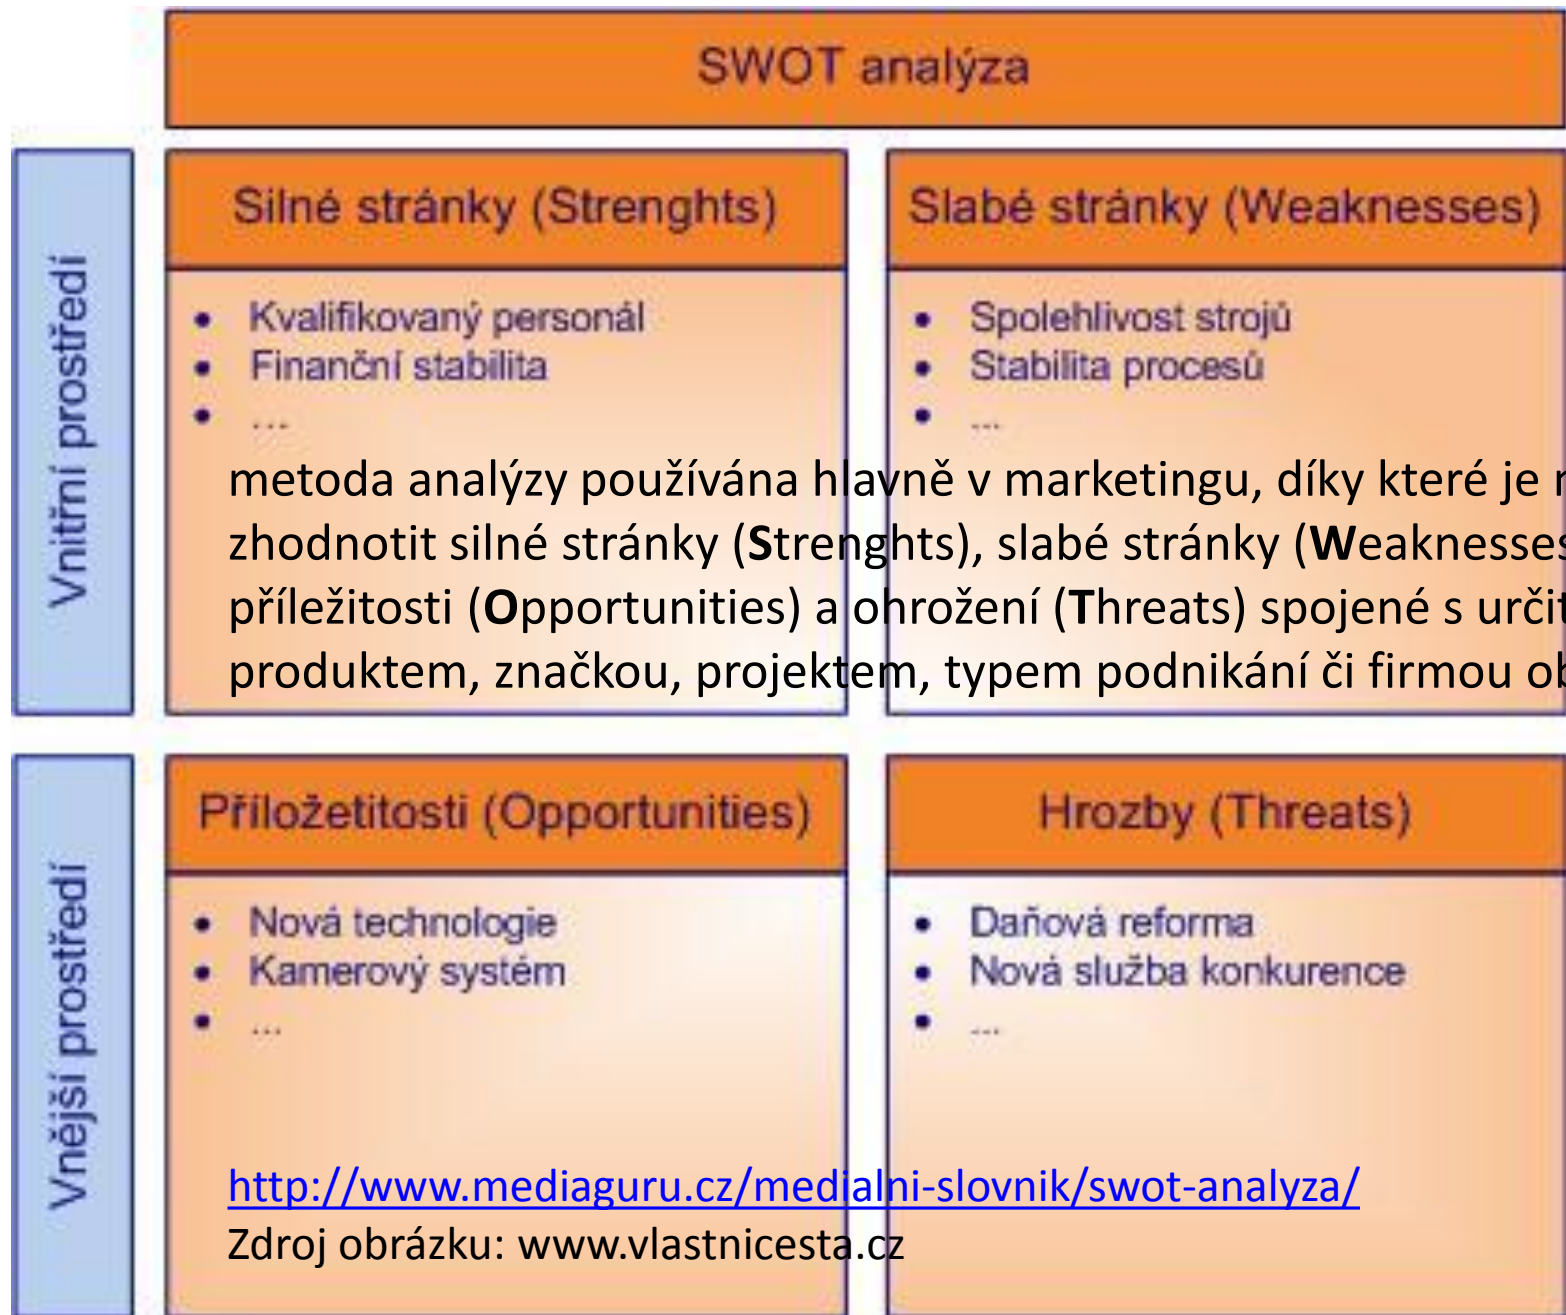 SWOT analýza
Vnitřní prostředí
Silné stránky (Strenghts)
• Kvalifikovaný personál
• Finanční stabilita
• ...
Slabé stránky (Weaknesses)
• Spolehlivost strojů
• Stabilita procesů
• ...
metoda analýzy používána hlavně v marketingu, díky které je
zhodnotit silné stránky (Strenghts), slabé stránky (Weaknesses
příležitosti (Opportunities) a ohrožení (Threats) spojené s
produktem, značkou, projektem, typem podnikání či firmou
Vnější prostředí
Příložetitosti (Opportunities)
• Nová technologie
• Kamerový systém
• ...
Hrozby (Threats)
• Daňová reforma
• Nová služba konkurence
• ...
http://www.mediaguru.cz/medialni-slovnik/swot-analyza/
Zdroj obrázku: www.vlastnicesta.cz